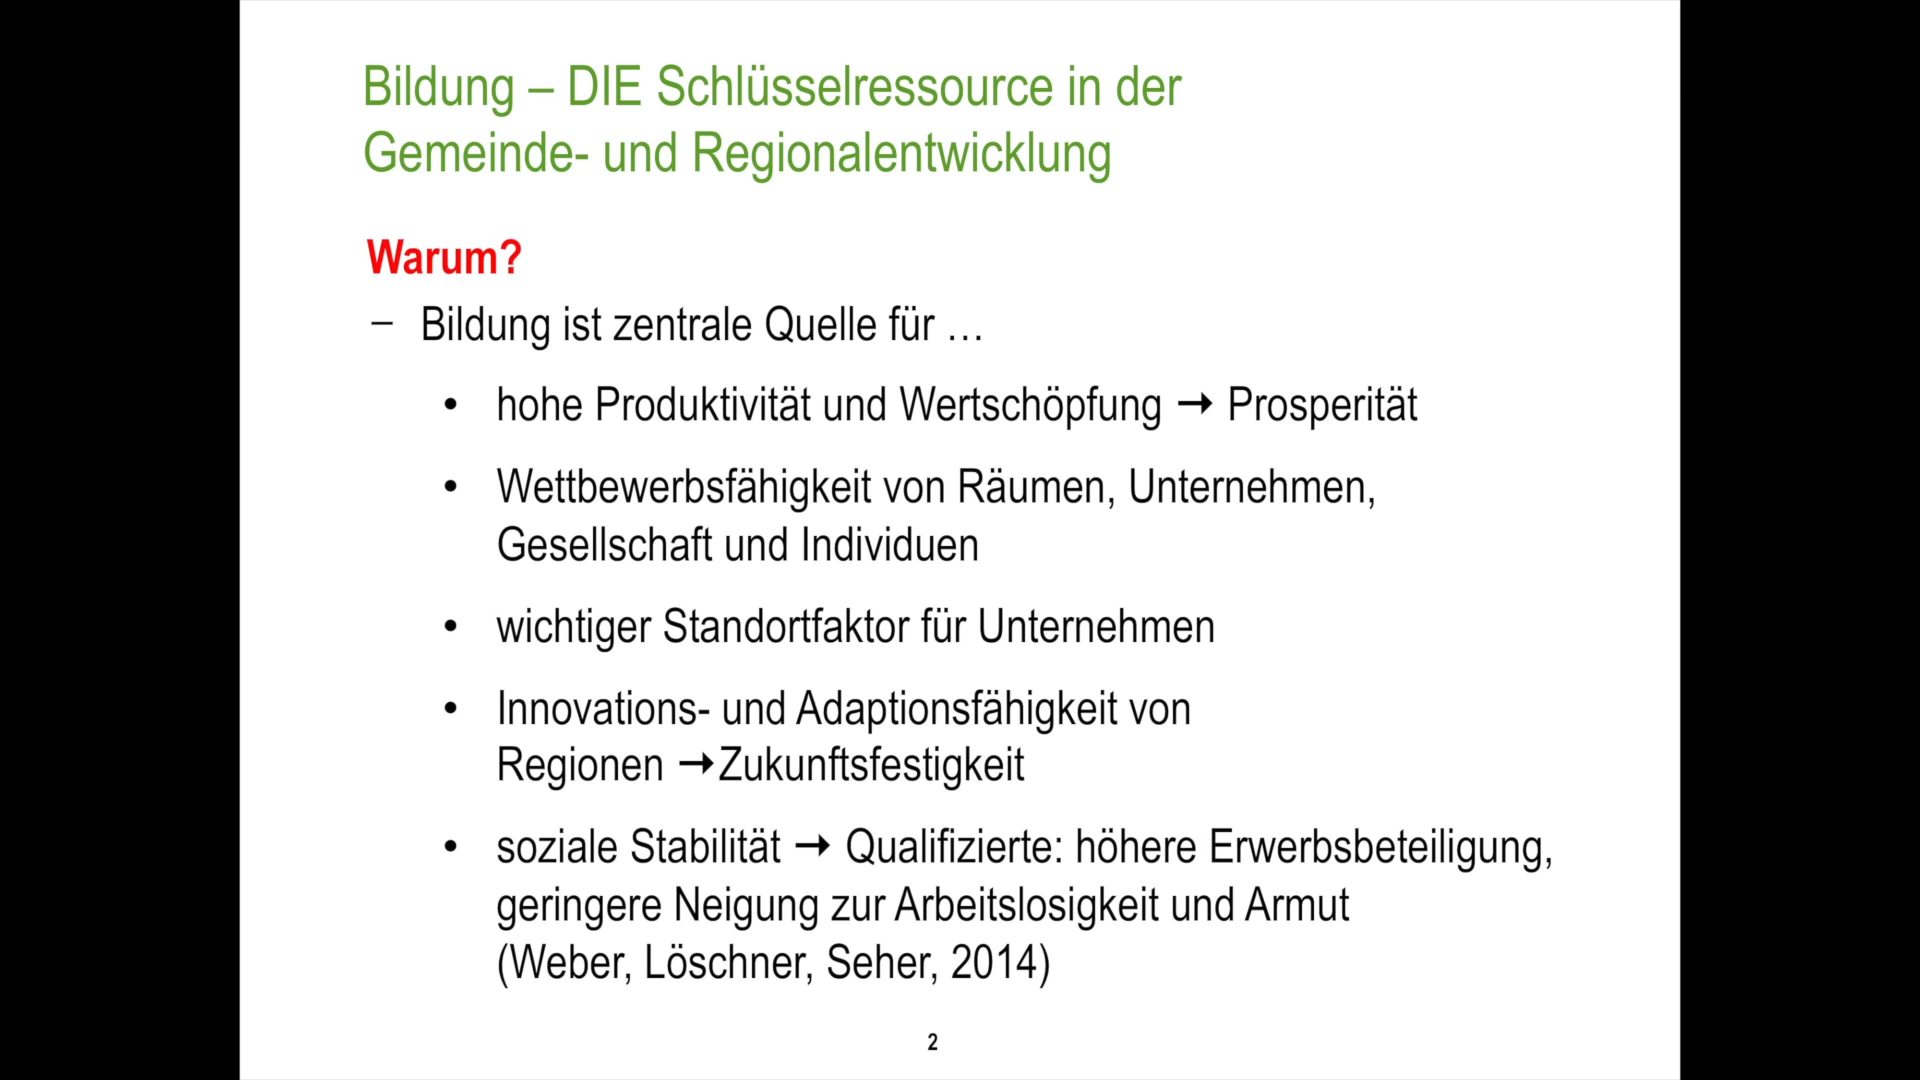 Bildung – DIE Schlüsselressource in der
Gemeinde- und Regionalentwicklung
Warum?
– Bildung ist zentrale Quelle für …
• hohe Produktivität und Wertschöpfung → Prosperität
• Wettbewerbsfähigkeit von Räumen, Unternehmen,
Gesellschaft und Individuen
• wichtiger Standortfaktor für Unternehmen
• Innovations- und Adaptionsfähigkeit von
Regionen →Zukunftsfestigkeit
• soziale Stabilität → Qualifizierte: höhere Erwerbsbeteiligung,
geringere Neigung zur Arbeitslosigkeit und Armut
(Weber, Löschner, Seher, 2014)
2